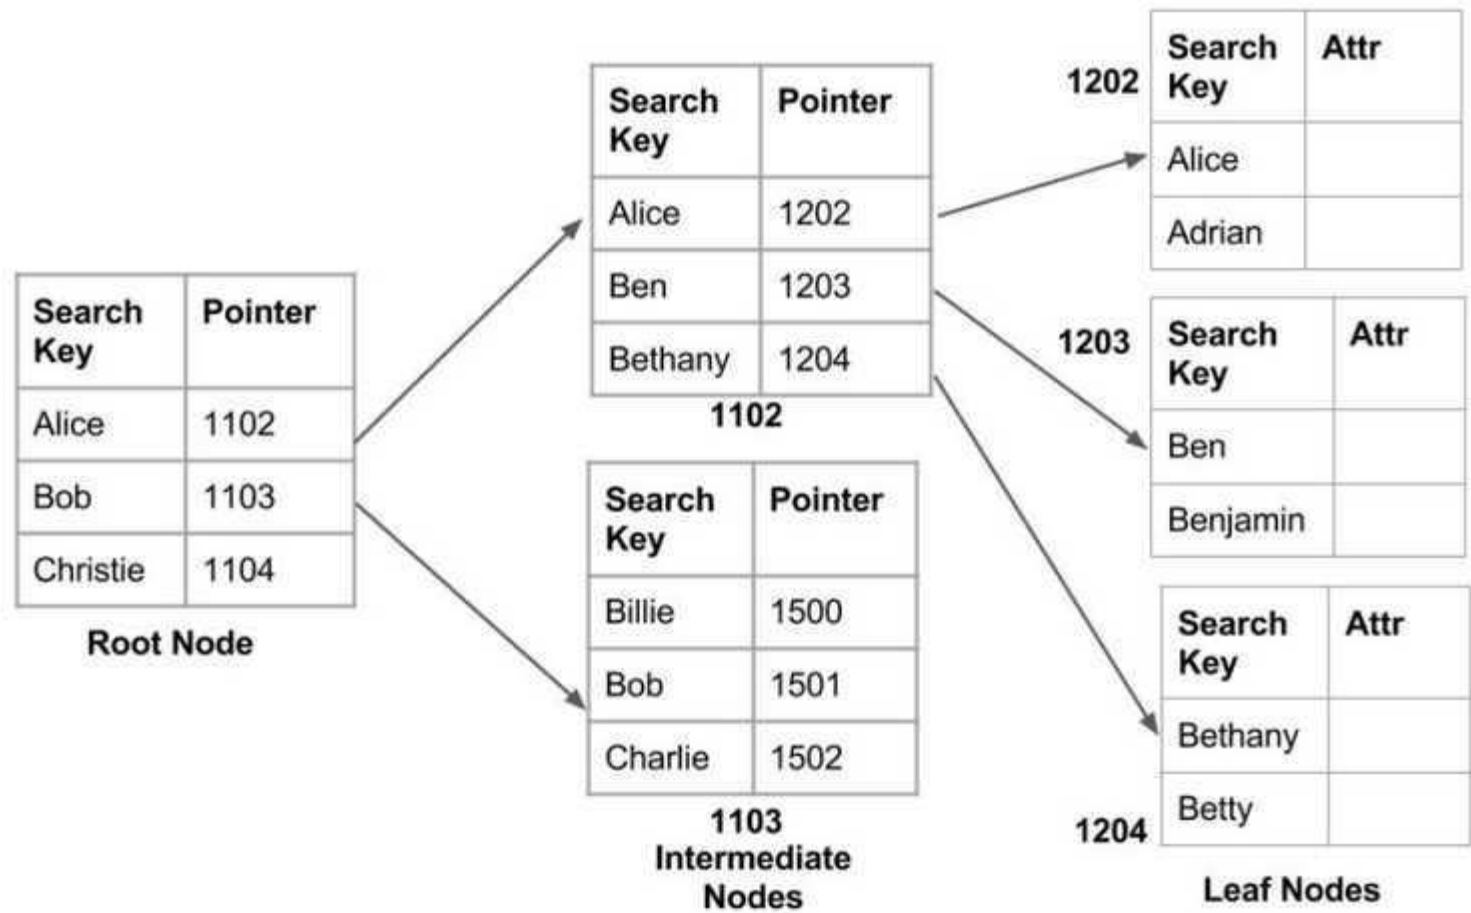 Search Key Pointer
Alice 1102
Bob 1103
Christie 1104
Root Node
Search Key Pointer
Alice 1202
Ben 1203
Bethany 1204
1102
Search Key Pointer
Billie 1500
Bob 1501
Charlie 1502
1103
Intermediate
Nodes
1202
Search Key Attr
Alice
Adrian
1203
Search Key Attr
Ben
Benjamin
Search Key Attr
Bethany
Betty
1204
Leaf Nodes